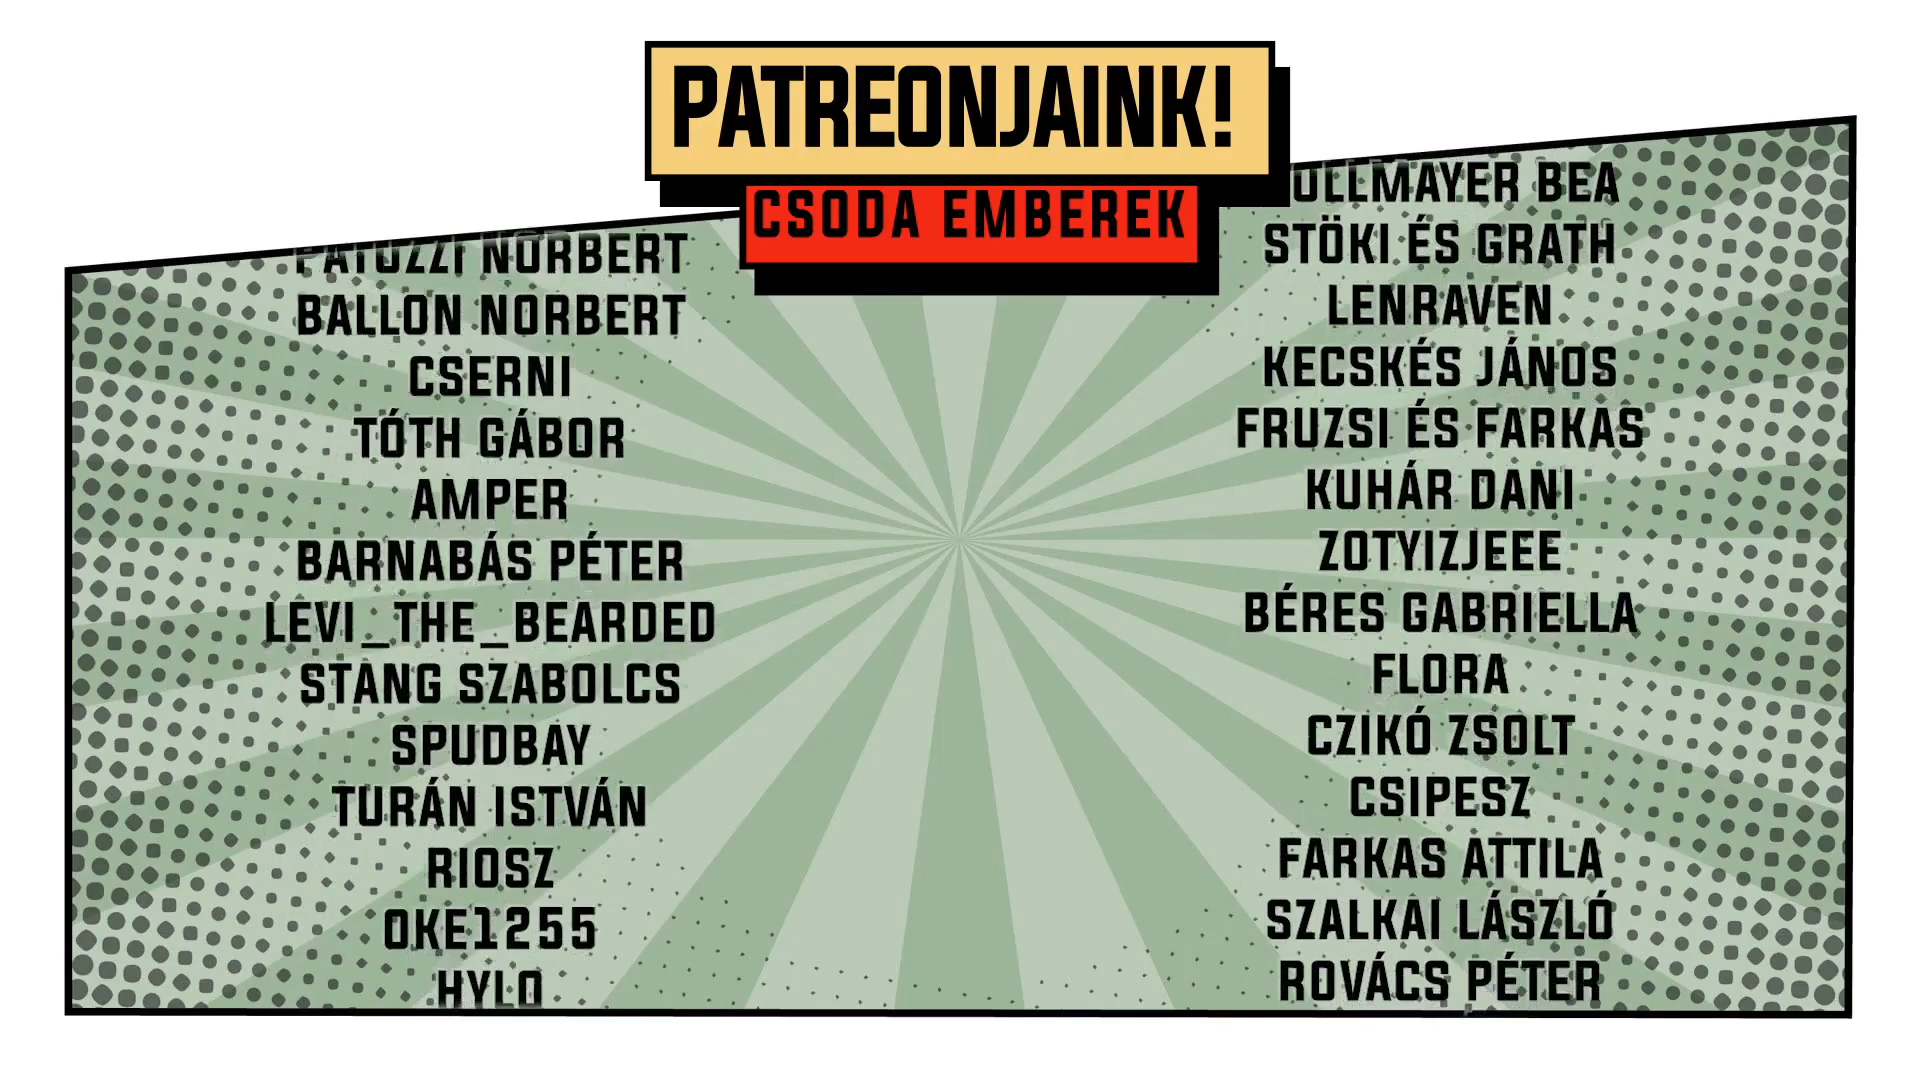 PATREONJAINK!
CSODA EMBEREK
NORBERT
BALLON NORBERT
CSERNI
TÓTH GÁBOR
AMPER
BARNABÁS PÉTER
LEVI_THE_BEARDED
STANG SZABOLCS
SPUDBAY
TURÁN ISTVÁN
RIOSZ
OKE1255
HYLO
BEA
STÖKI ÉS GRATH
LENRAVEN
KECSKÉS JÁNOS
FRUZSI ÉS FARKAS
KUHÁR DANI
ZOTYIZJEEE
BÉRES GABRIELLA
FLORA
CZIKÓ ZSOLT
CSIPESZ
FARKAS ATTILA
SZALKAI LÁSZLÓ
ROVÁCS PÉTER